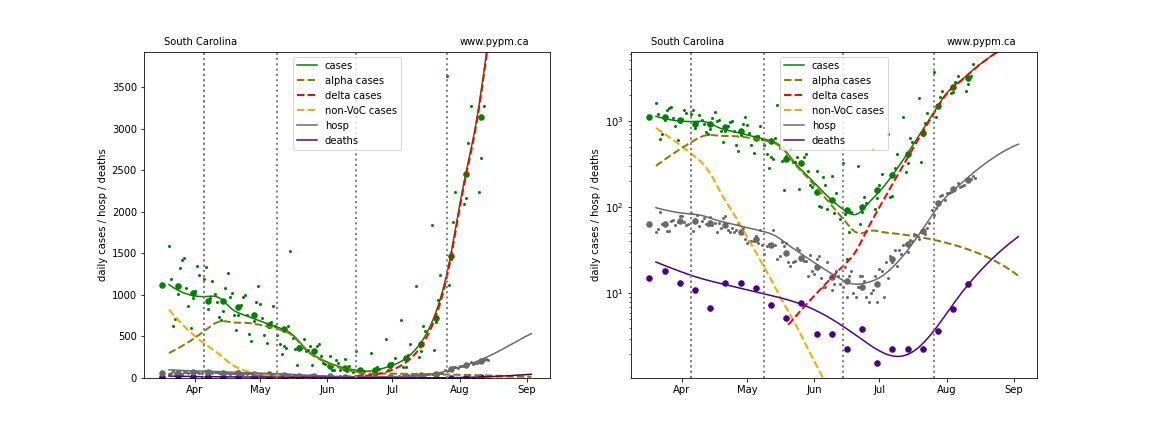 South Carolina
www.pypm.ca
daily cases / hosp / deaths
3500
3000
2500
2000
1500
1000
500
0
cases
alpha cases
delta cases
non-VoC cases
hosp
deaths
Apr
May
Jun
Jul
Aug
Sep
South Carolina
www.pypm.ca
daily cases / hosp / deaths
10³
10²
10¹
cases
alpha cases
delta cases
non-VoC cases
hosp
deaths
Apr
May
Jun
Jul
Aug
Sep